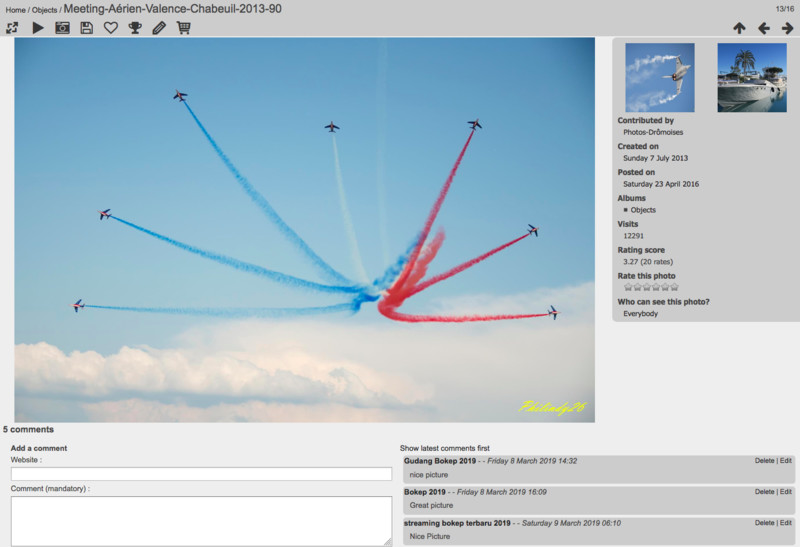 Home / Objects / Meeting-Aérien-Valence-Chabeuil-2013-90
13/16
Contributed by
Photos-Drômoises
Created on
Sunday 7 July 2013
Posted on
Saturday 23 April 2016
Albums
Objects
Visits
12291
Rating score
3.27 (20 rates)
Rate this photo
Who can see this photo?
Everybody
Philindy26
5 comments
Add a comment
Website :
Comment (mandatory) :
Show latest comments first
Gudang Bokep 2019 - - Friday 8 March 2019 14:32
Delete | Edit
nice picture
Bokep 2019 - - Friday 8 March 2019 16:09
Delete | Edit
Great picture
streaming bokep terbaru 2019 - - Saturday 9 March 2019 06:10
Delete | Edit
Nice Picture